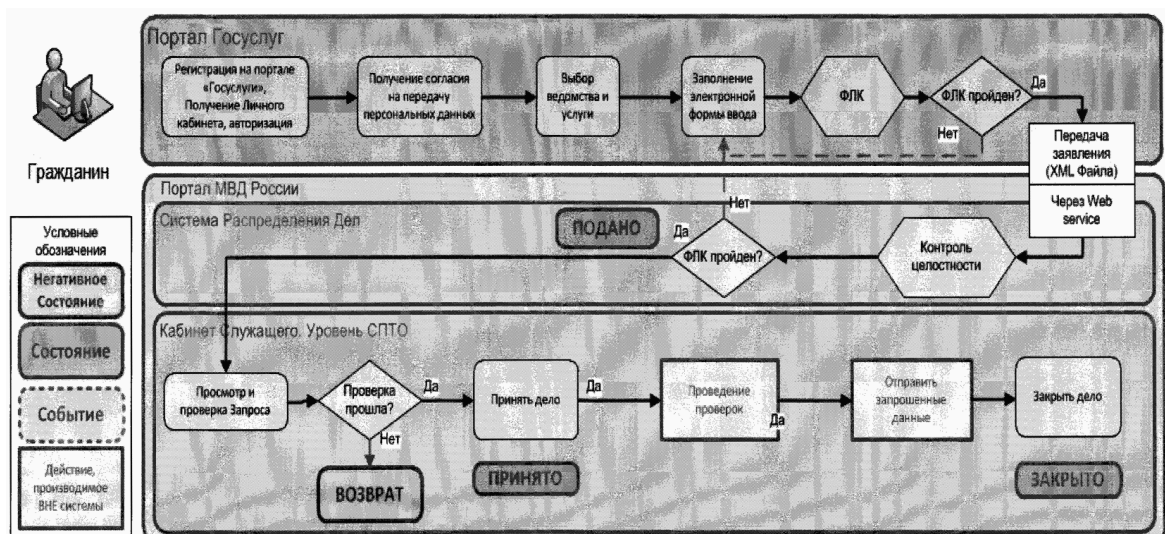 Портал Госуслуг
Регистрация на портале
«Госуслуги»,
Получение Личного
кабинета, авторизация
Получение согласия
на передачу
персональных данных
Выбор
ведомства и
услуги
Заполнение
электронной
формы ввода
ФЛК
ФЛК пройден?
Да
Нет
Передача
заявления
(XML Файла)
Через Web
service
Гражданин
Портал МВД России
Система Распределения Дел
ПОДАНО
Да
Нет
ФЛК пройден?
Контроль
целостности
Условные
обозначения
Негативное
Состояние
Состояние
Событие
Действие,
производимое
ВНЕ системы
Кабинет Служащего. Уровень СПТО
Просмотр и
проверка Запроса
Проверка
прошла?
Да
Нет
ВОЗВРАТ
Принять дело
Да
ПРИНЯТО
Проведение
проверок
Да
Отправить
запрошенные
данные
Закрыть дело
ЗАКРЫТО